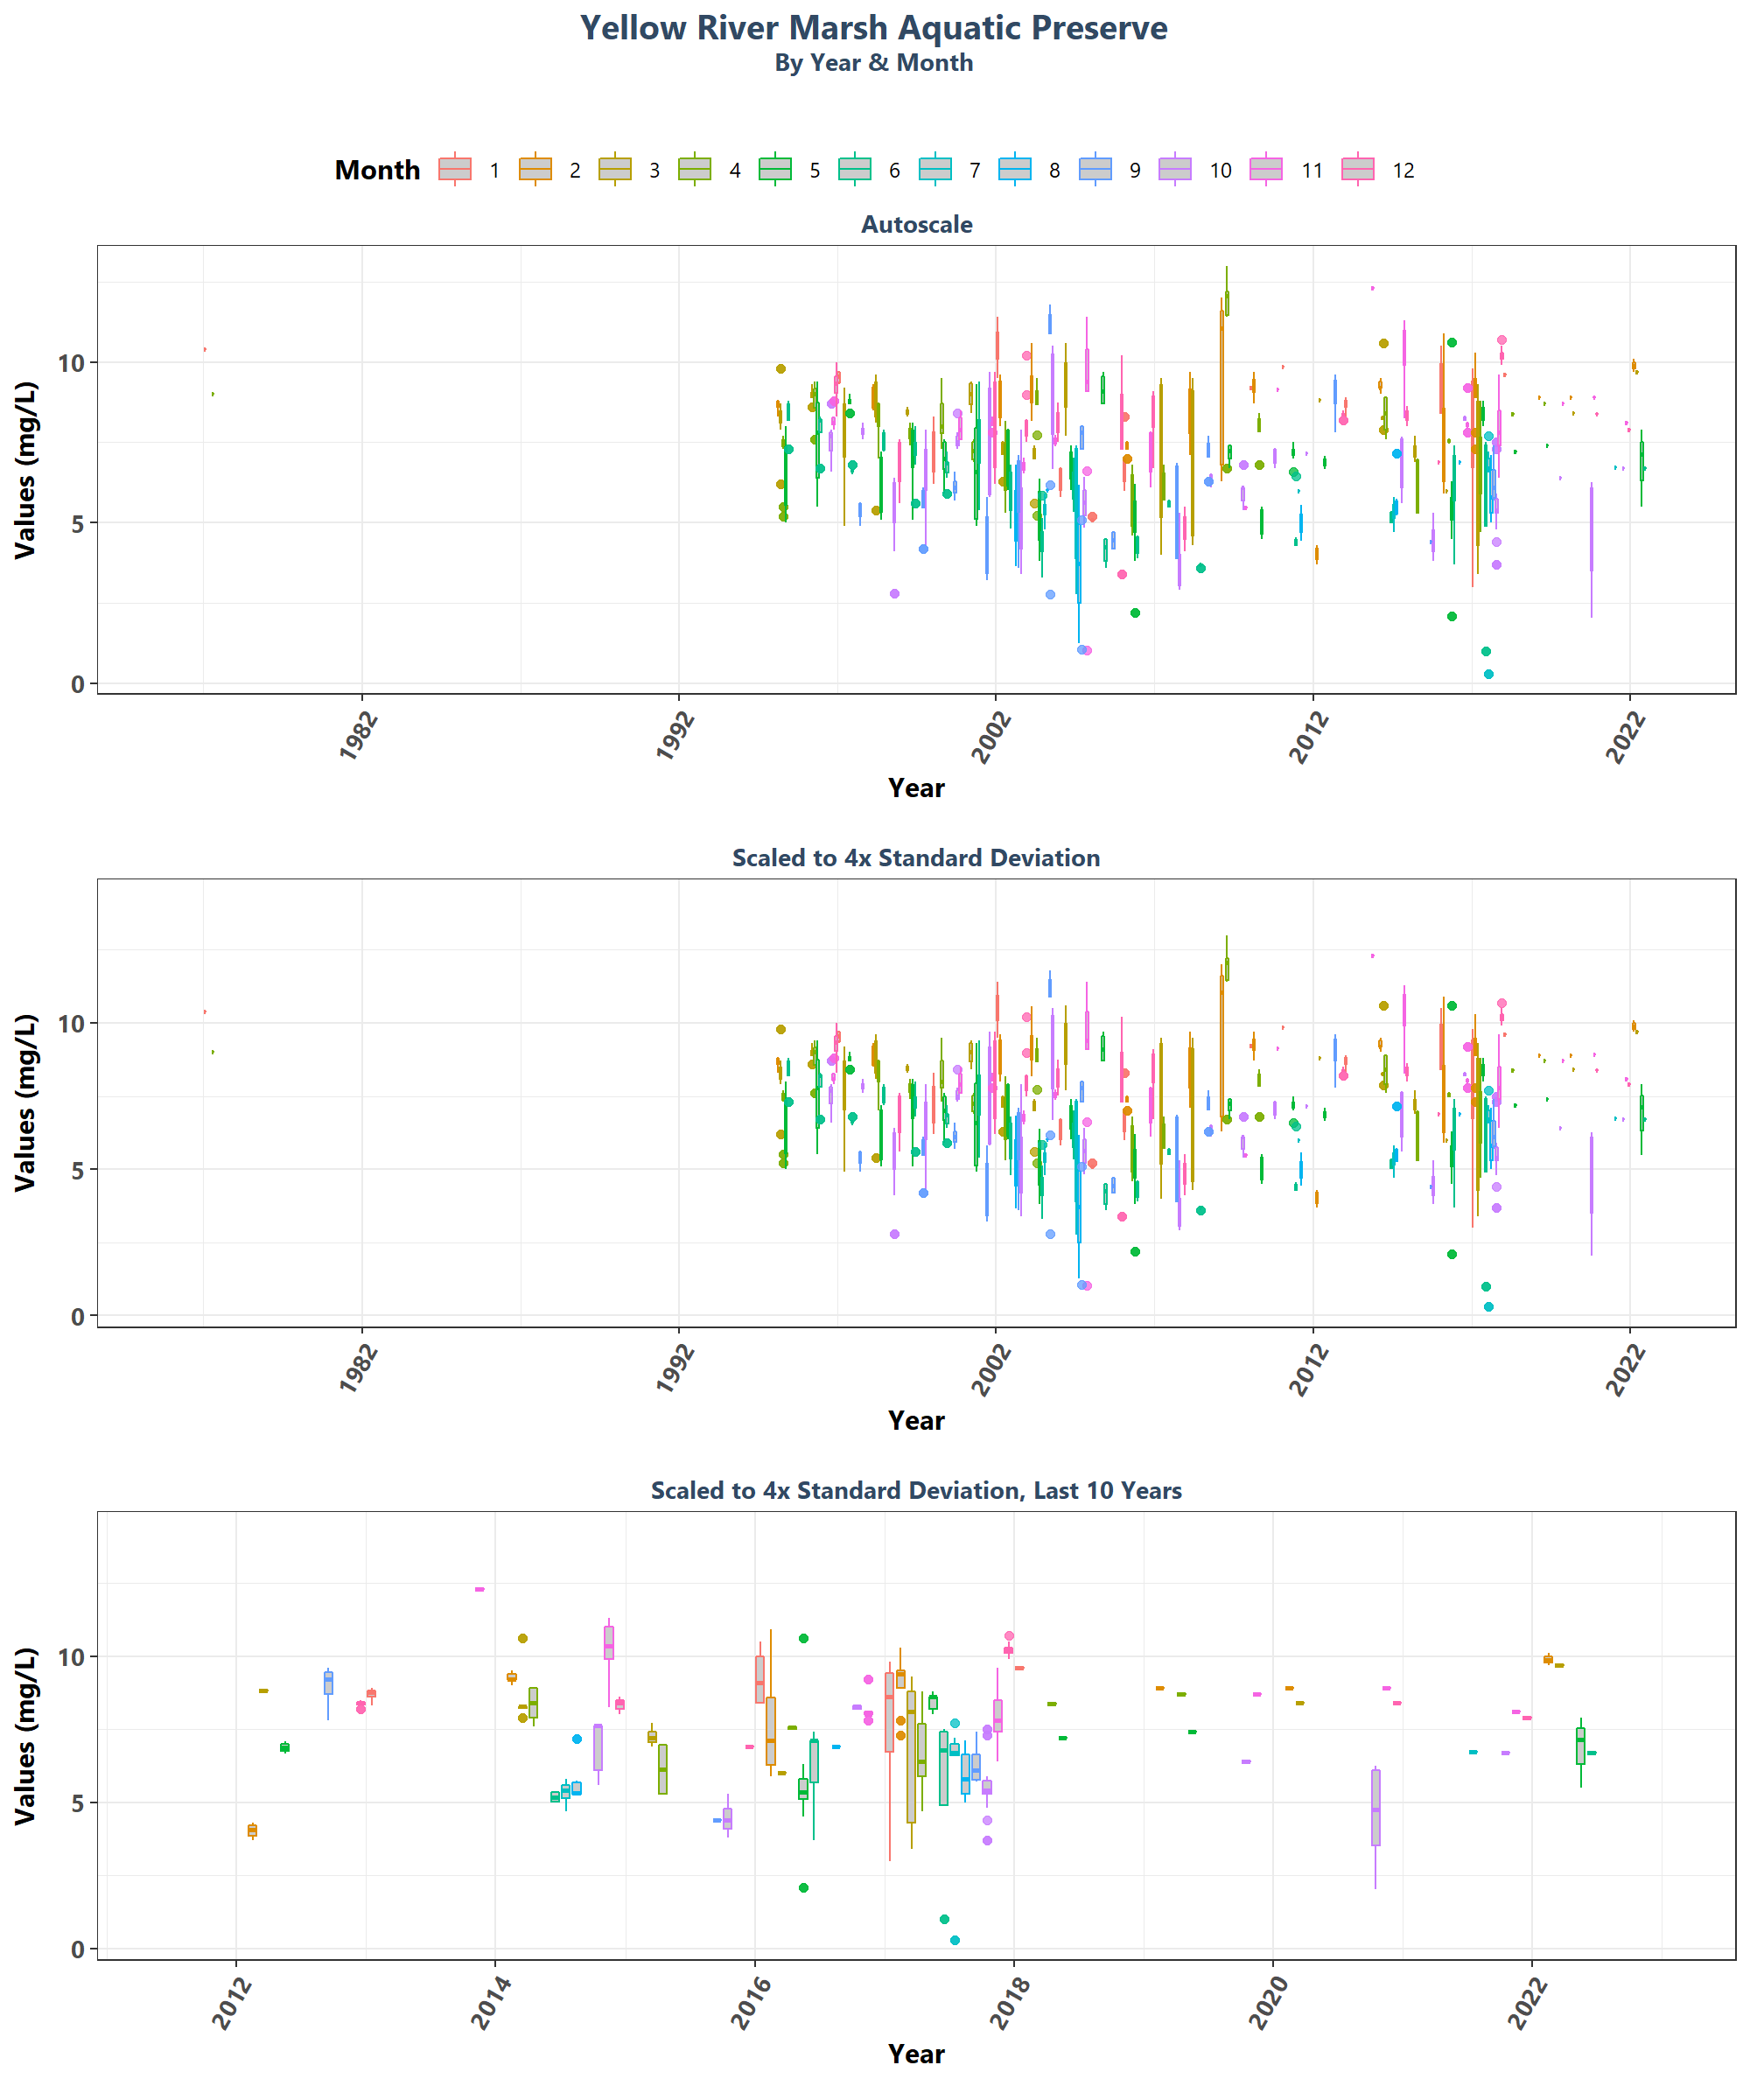 Yellow River Marsh Aquatic Preserve
By Year & Month
Month 1 2 3 4 5 6 7 8 9 10 11 12
Autoscale
Values (mg/L)
10
5
0
1982 1992 2002 2012 2022
Year
Scaled to 4x Standard Deviation
Values (mg/L)
10
5
0
1982 1992 2002 2012 2022
Year
Scaled to 4x Standard Deviation, Last 10 Years
Values (mg/L)
10
5
0
2012 2014 2016 2018 2020 2022
Year